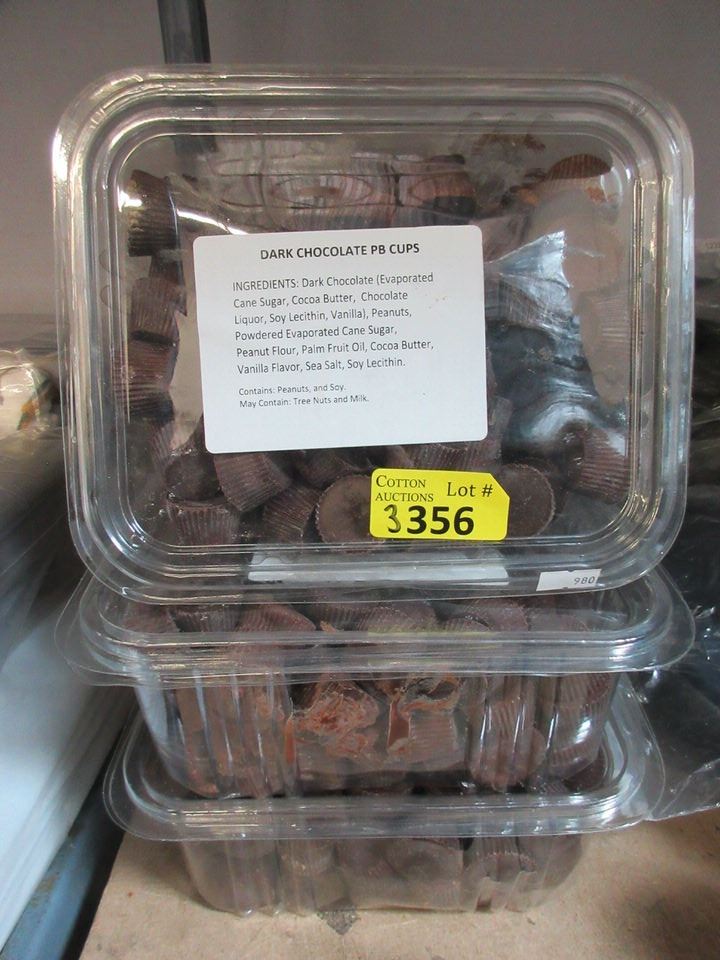 DARK CHOCOLATE PB CUPS
INGREDIENTS: Dark Chocolate (Evaporated
Cane Sugar, Cocoa Butter, Chocolate
Liquor, Soy Lecithin, Vanilla), Peanuts,
Powdered Evaporated Cane Sugar,
Peanut Flour, Palm Fruit Oil, Cocoa Butter,
Vanilla Flavor, Sea Salt, Soy Lecithin.
Contains: Peanuts, and Soy.
May Contain: Tree Nuts and Milk.
COTTON
AUCTIONS Lot #
3356
980